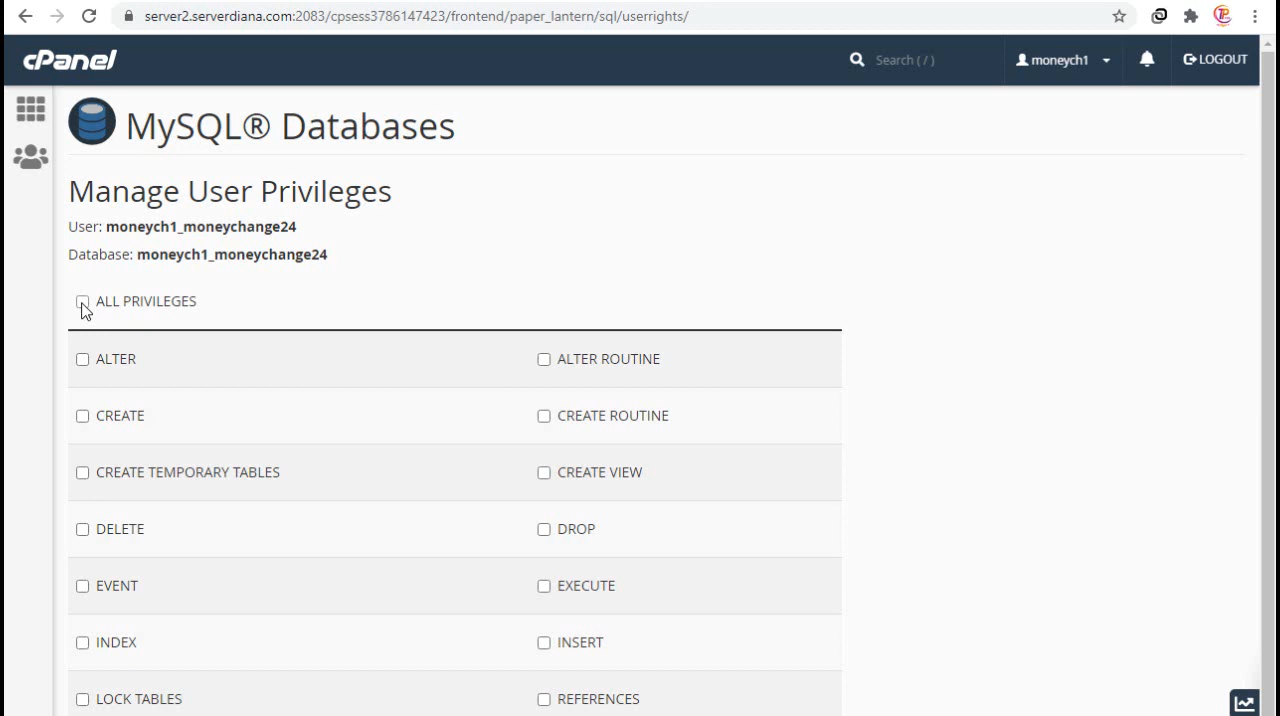 server2.serverdiana.com:2083/cpsess3786147423/frontend/paper_lantern/sql/userrights/
cPanel Search ( / ) moneych1 LOGOUT
MySQL® Databases
Manage User Privileges
User: moneych1_moneychange24
Database: moneych1_moneychange24
ALL PRIVILEGES
ALTER ALTER ROUTINE
CREATE CREATE ROUTINE
CREATE TEMPORARY TABLES CREATE VIEW
DELETE DROP
EVENT EXECUTE
INDEX INSERT
LOCK TABLES REFERENCES